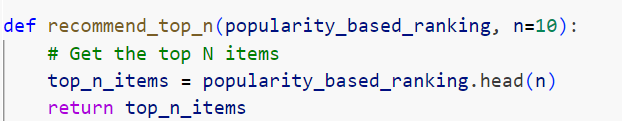 def recommend_top_n(popularity_based_ranking, n=10):
    # Get the top N items
    top_n_items = popularity_based_ranking.head(n)
    return top_n_items